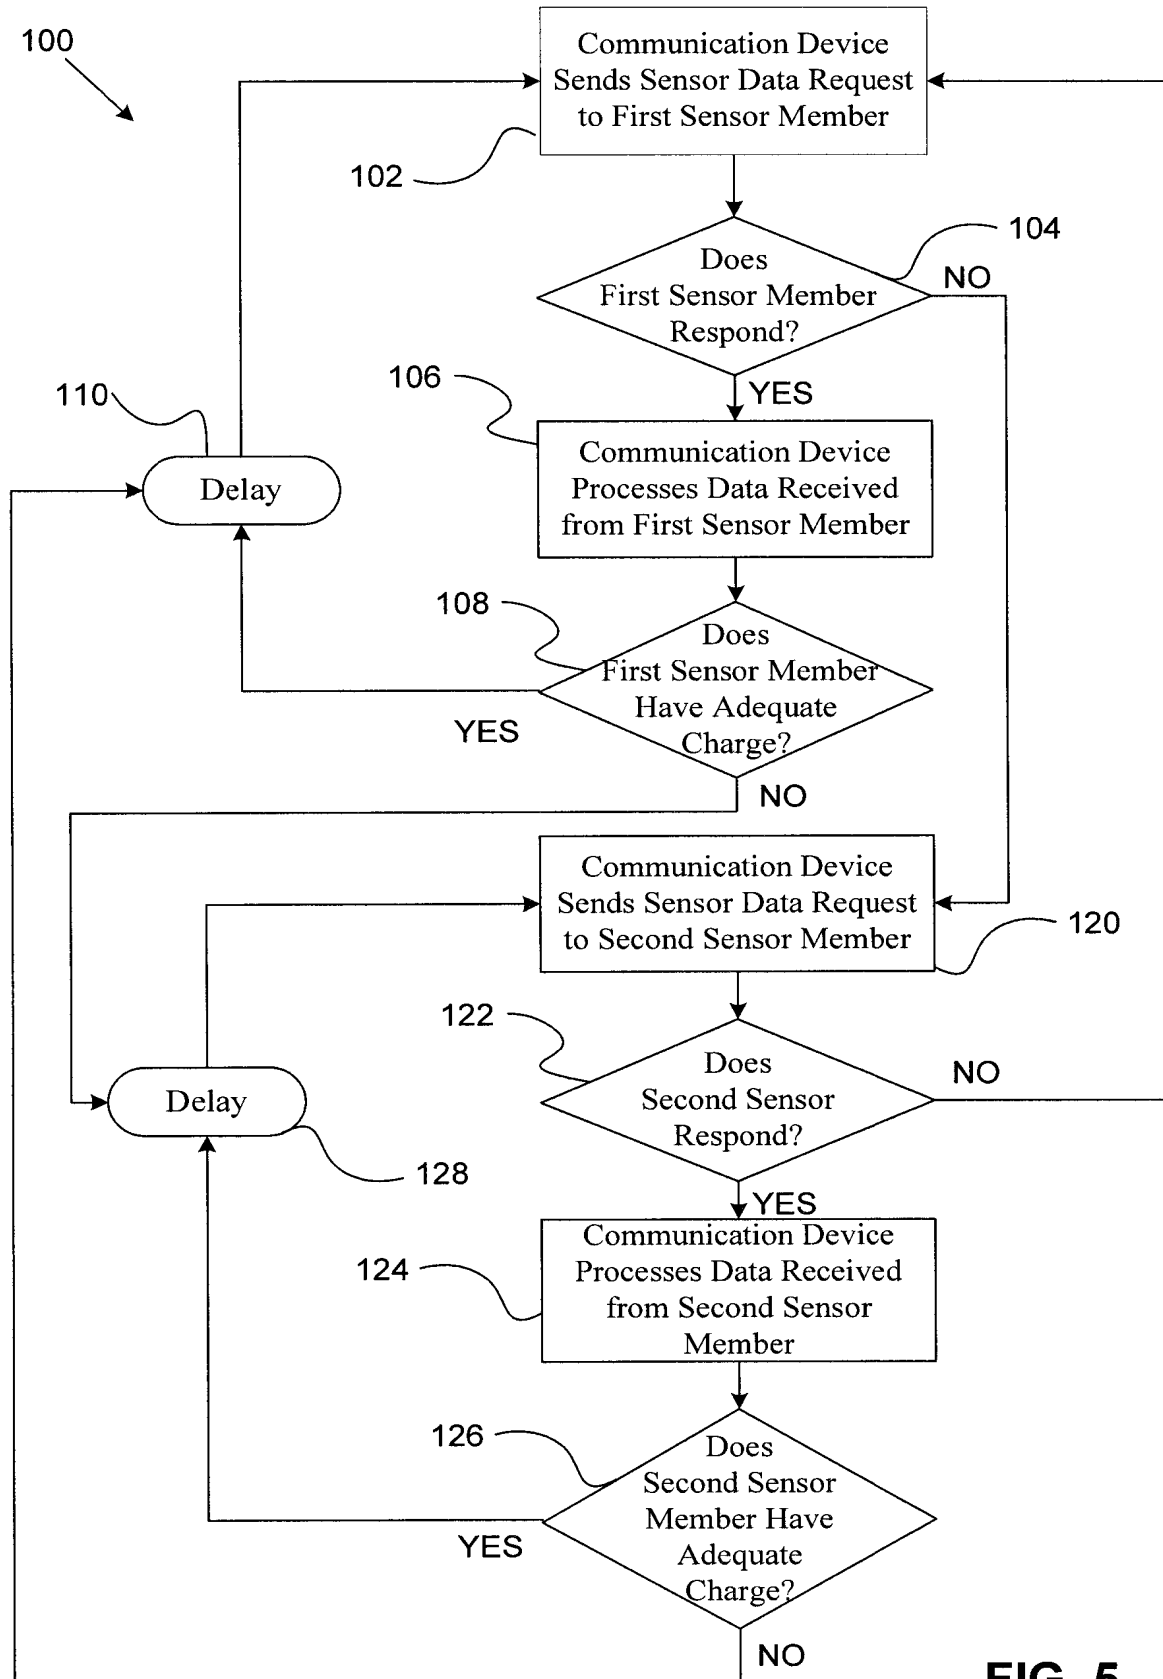 100
Communication Device
Sends Sensor Data Request
to First Sensor Member
102
104
Does
First Sensor Member
Respond?
NO
YES
106
Communication Device
Processes Data Received
from First Sensor Member
110
Delay
108
Does
First Sensor Member
Have Adequate
Charge?
YES
NO
Communication Device
Sends Sensor Data Request
to Second Sensor Member
120
122
Does
Second Sensor
Respond?
NO
YES
Delay
128
124
Communication Device
Processes Data Received
from Second Sensor
Member
126
Does
Second Sensor
Member Have
Adequate
Charge?
YES
NO
FIG. 5